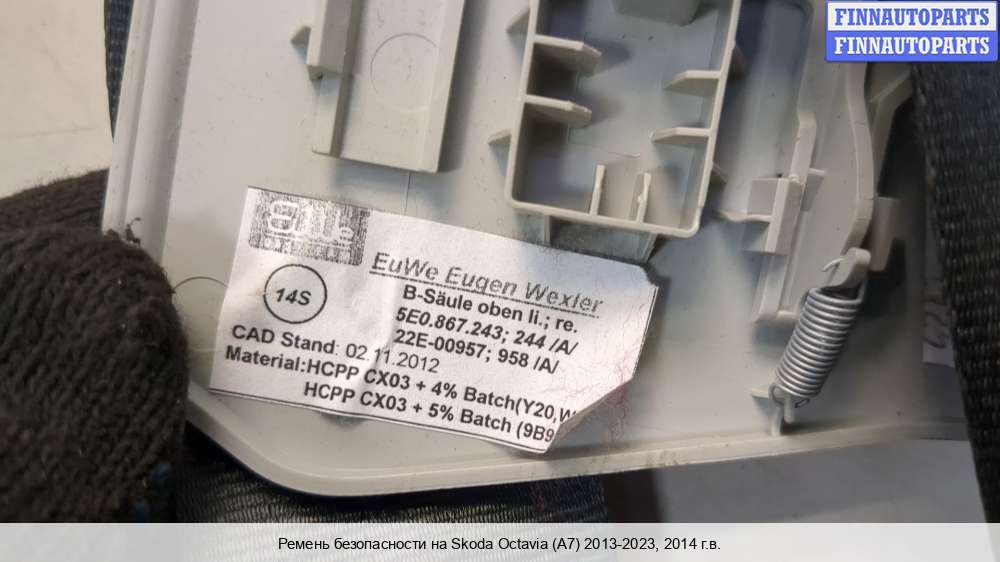 FINNAUTOPARTS
FINNAUTOPARTS
EuWe Eugen Wexler
14S
B-Säule oben li.; re.
5E0.867.243; 244 /A/
22E-00957; 958 /A/
CAD Stand: 02.11.2012
Material:HCPP CX03 + 4% Batch(Y20,W
HCPP CX03 + 5% Batch (9B9
Ремень безопасности на Skoda Octavia (A7) 2013-2023, 2014 г.в.